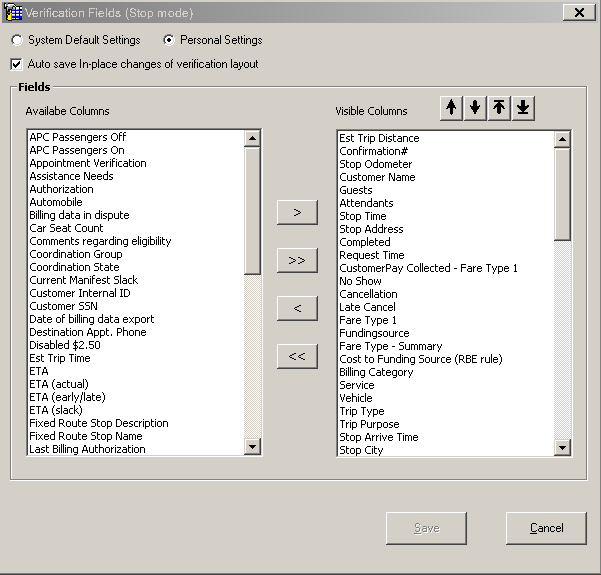 Verification Fields (Stop mode)
System Default Settings
Personal Settings
Auto save In-place changes of verification layout
Fields
Availabe Columns
Visible Columns
APC Passengers Off
APC Passengers On
Appointment Verification
Assistance Needs
Authorization
Automobile
Billing data in dispute
Car Seat Count
Comments regarding eligibility
Coordination Group
Coordination State
Current Manifest Slack
Customer Internal ID
Customer SSN
Date of billing data export
Destination Appt. Phone
Disabled $2.50
Est Trip Time
ETA
ETA (actual)
ETA (early/late)
ETA (slack)
Fixed Route Stop Description
Fixed Route Stop Name
Last Billing Authorization
>
>>
<
<<
Est Trip Distance
Confirmation#
Stop Odometer
Customer Name
Guests
Attendants
Stop Time
Stop Address
Completed
Request Time
CustomerPay Collected - Fare Type 1
No Show
Cancellation
Late Cancel
Fare Type 1
Fundingsource
Fare Type - Summary
Cost to Funding Source (RBE rule)
Billing Category
Service
Vehicle
Trip Type
Trip Purpose
Stop Arrive Time
Stop City
Save
Cancel